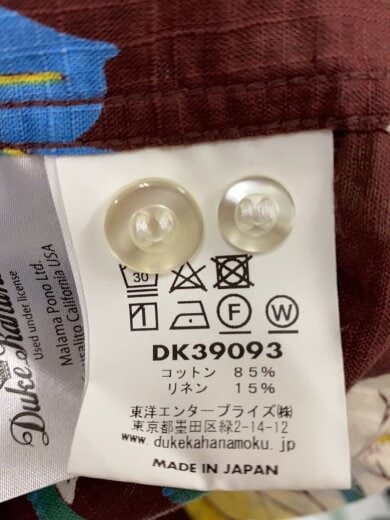 Duke Kahana
Used under license
Malama Pono Ltd.
Sausalito California USA
30
F
W
DK39093
コットン 85%
リネン 15%
東洋エンタープライズ㈱
東京都墨田区緑2-14-12
www.dukekahanamoku.jp
MADE IN JAPAN